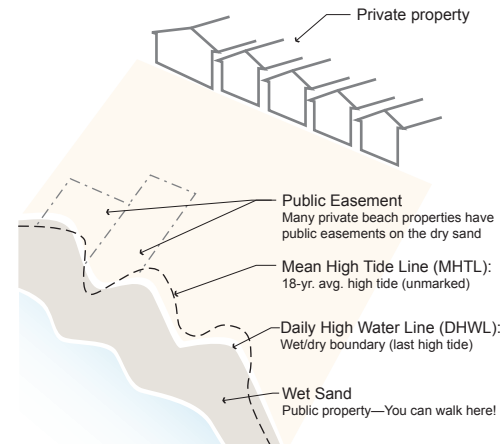 Private property
Public Easement
Many private beach properties have
public easements on the dry sand
Mean High Tide Line (MHTL):
18-yr. avg. high tide (unmarked)
Daily High Water Line (DHWL):
Wet/dry boundary (last high tide)
Wet Sand
Public property—You can walk here!